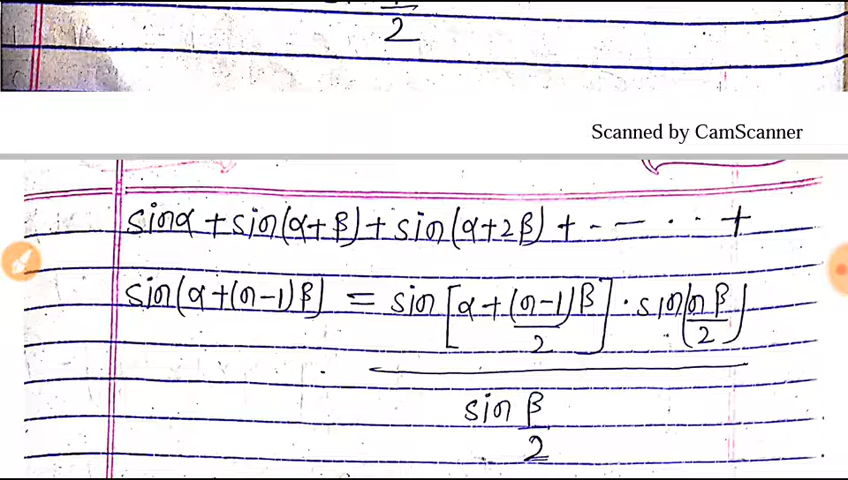 2
Scanned by CamScanner
sinα + sin(α+β) + sin(α+2β) + - — · · +
sin(α+(n-1)β) = sin[α+(n-1)β/2] · sin(nβ/2)
sin β/2